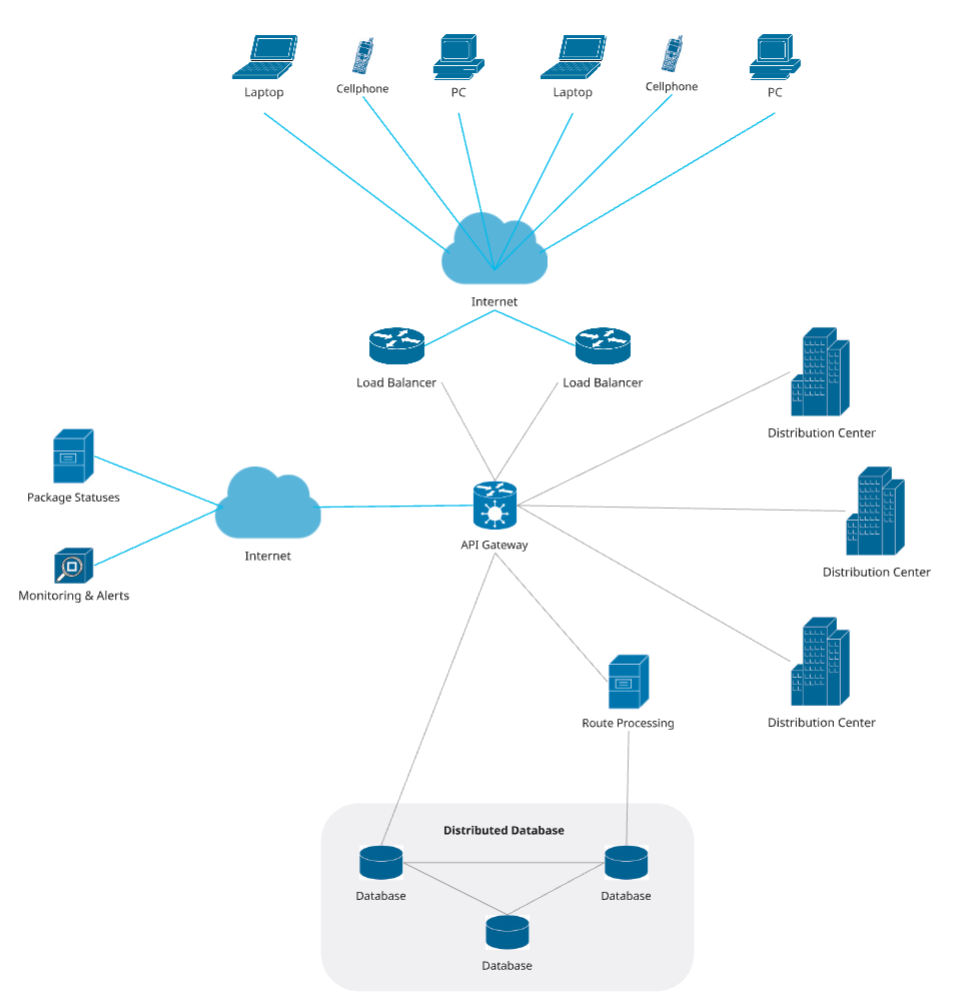 Laptop
Cellphone
PC
Laptop
Cellphone
PC
Internet
Load Balancer
Load Balancer
Distribution Center
Package Statuses
Internet
API Gateway
Distribution Center
Monitoring & Alerts
Route Processing
Distribution Center
Distributed Database
Database
Database
Database